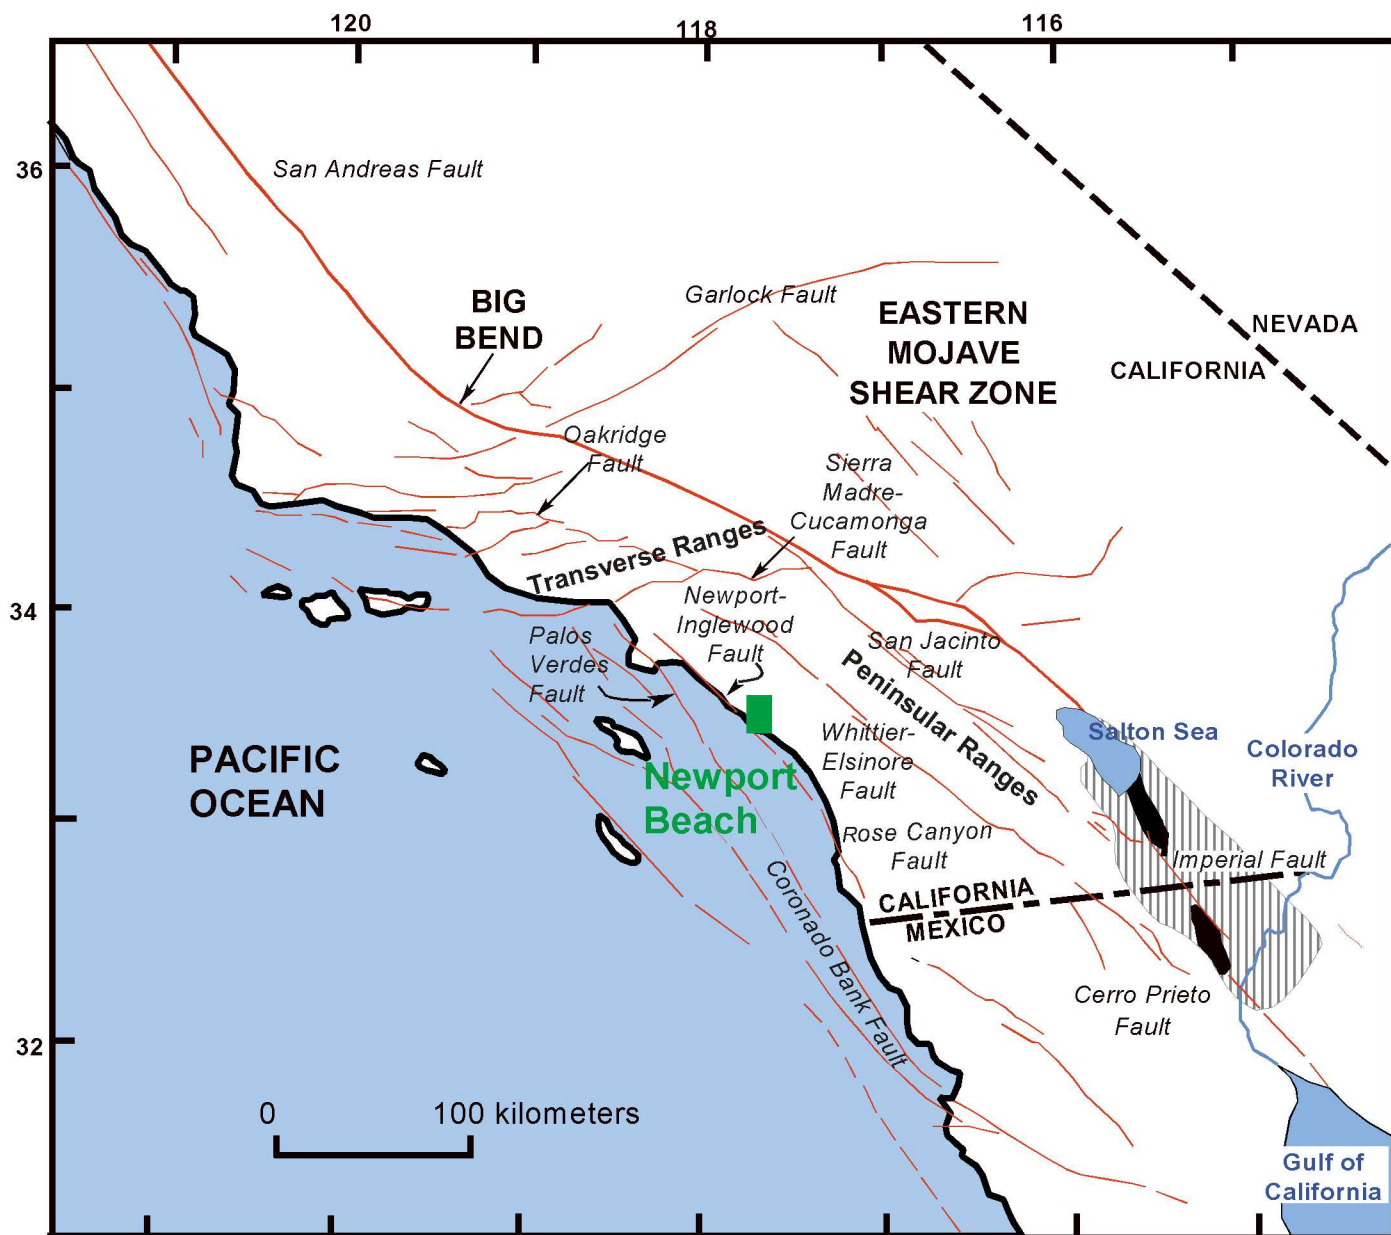 120
118
116
36
San Andreas Fault
BIG
BEND
Garlock Fault
EASTERN
MOJAVE
SHEAR ZONE
NEVADA
CALIFORNIA
Oakridge
Fault
Sierra
Madre-
Cucamonga
Fault
Transverse Ranges
34
Newport-
Inglewood
Fault
Palos
Verdes
Fault
San Jacinto
Fault
Peninsular Ranges
PACIFIC
OCEAN
Newport
Beach
Whittier-
Elsinore
Fault
Salton Sea
Colorado
River
Rose Canyon
Fault
Imperial Fault
CALIFORNIA
MEXICO
Coronado Bank Fault
Cerro Prieto
Fault
32
0
100 kilometers
Gulf of
California